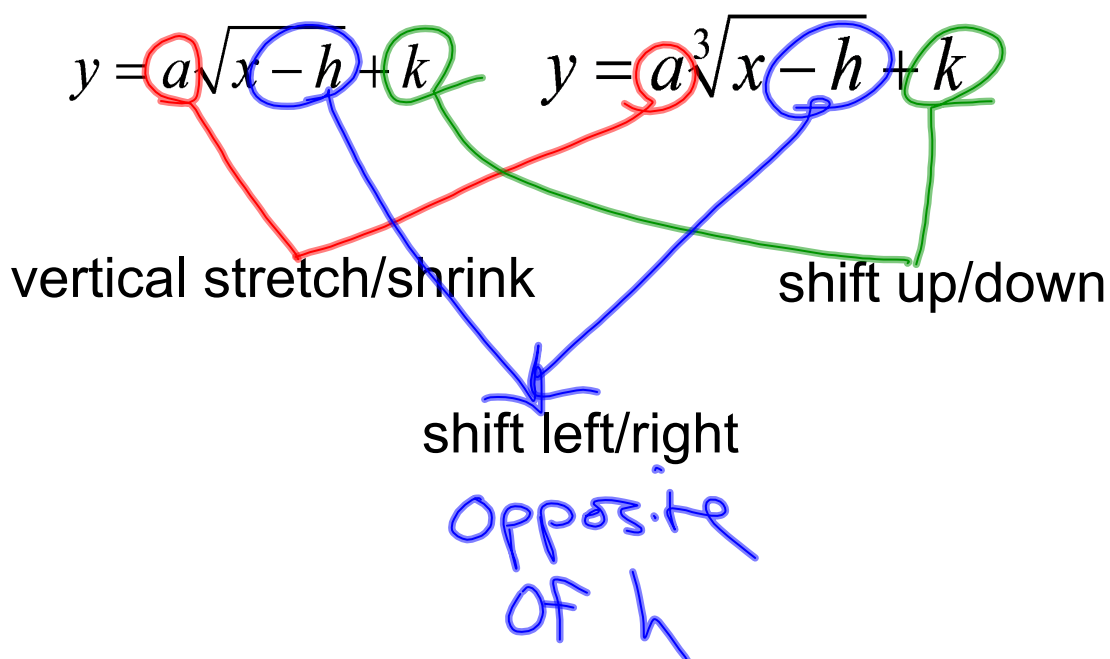 y = a√x − h + k    y = a∛x − h + k
vertical stretch/shrink    shift up/down
shift left/right
opposite
of h